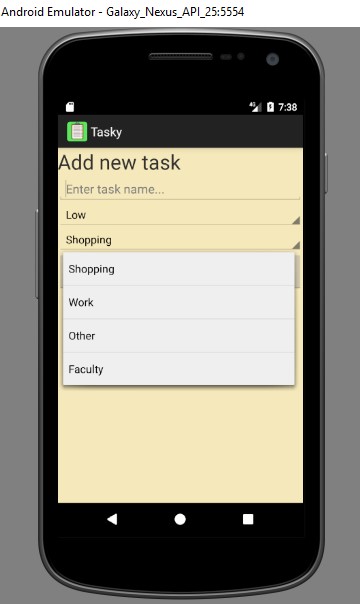 Android Emulator - Galaxy_Nexus_API_25:5554
4G 7:38
Tasky
Add new task
Enter task name...
Low
Shopping
Shopping
Work
Other
Faculty